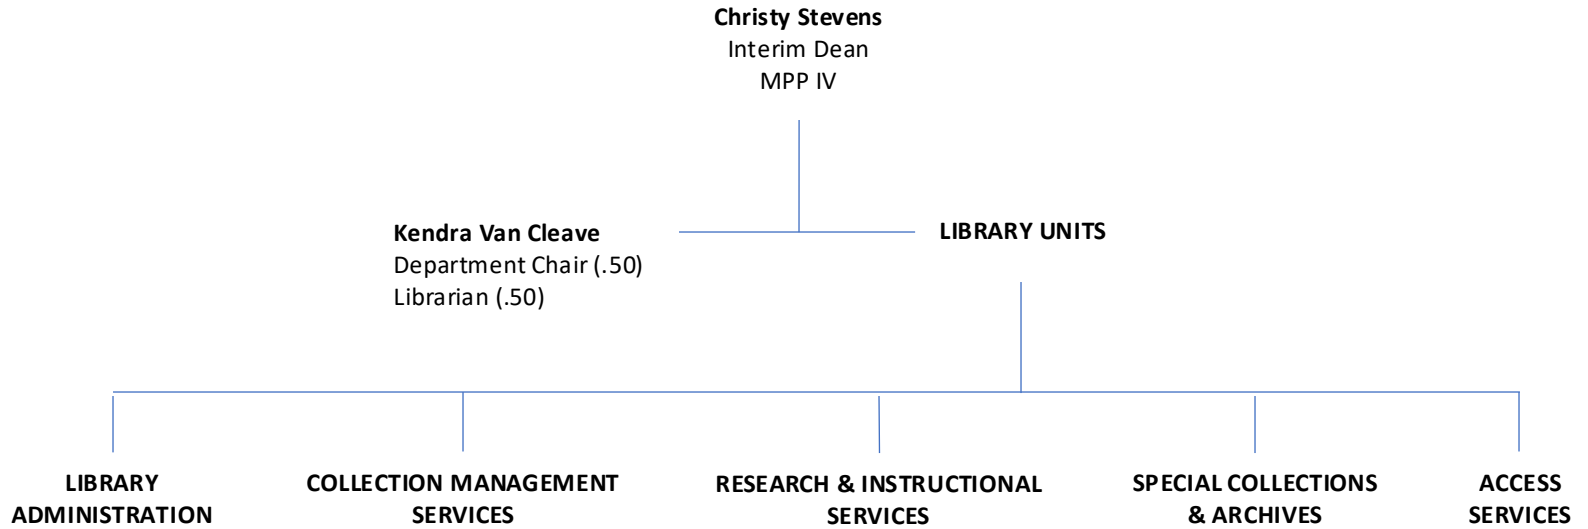 Christy Stevens
Interim Dean
MPP IV
Kendra Van Cleave
Department Chair (.50)
Librarian (.50)
LIBRARY UNITS
LIBRARY
ADMINISTRATION
COLLECTION MANAGEMENT
SERVICES
RESEARCH & INSTRUCTIONAL
SERVICES
SPECIAL COLLECTIONS
& ARCHIVES
ACCESS
SERVICES